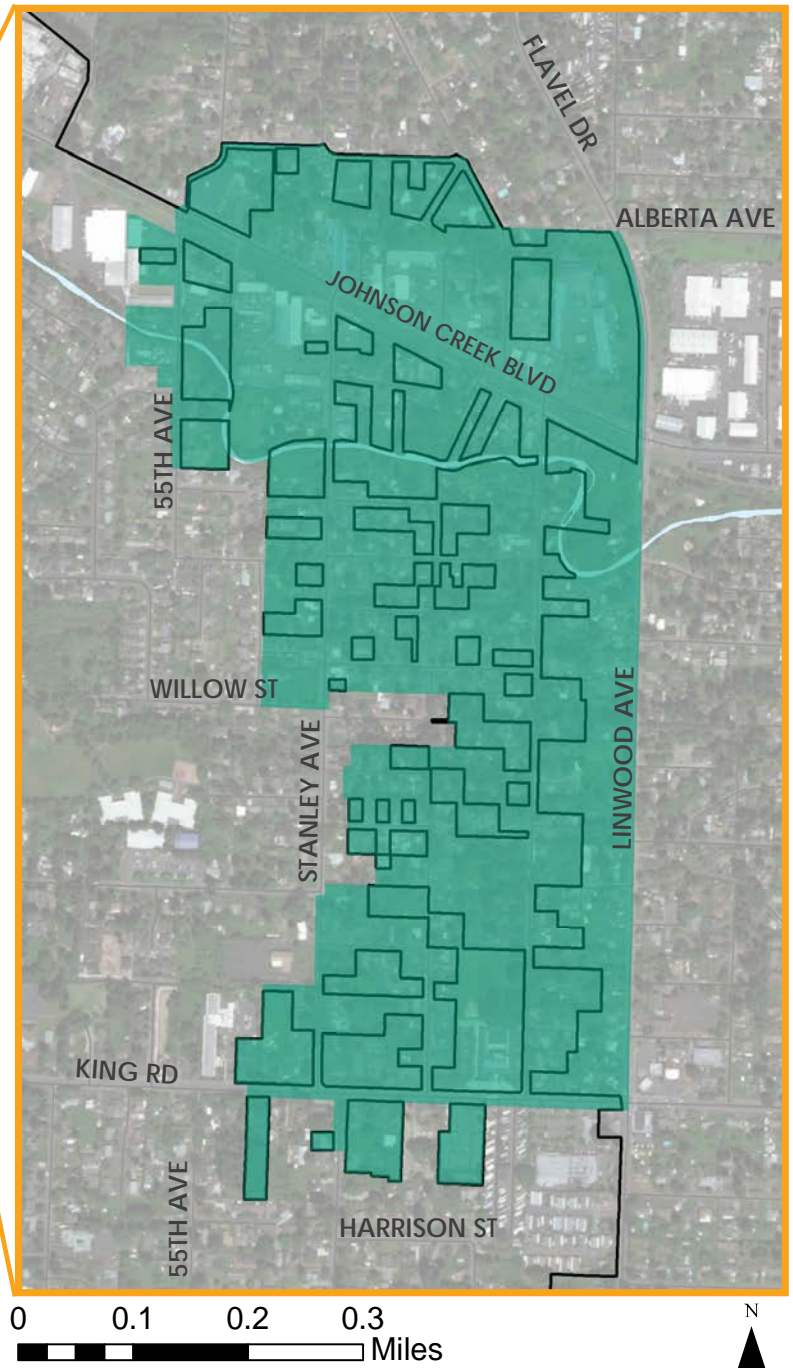 FLAVEL DR
ALBERTA AVE
JOHNSON CREEK BLVD
55TH AVE
WILLOW ST
STANLEY AVE
LINWOOD AVE
KING RD
55TH AVE
HARRISON ST
0 0.1 0.2 0.3
Miles
N